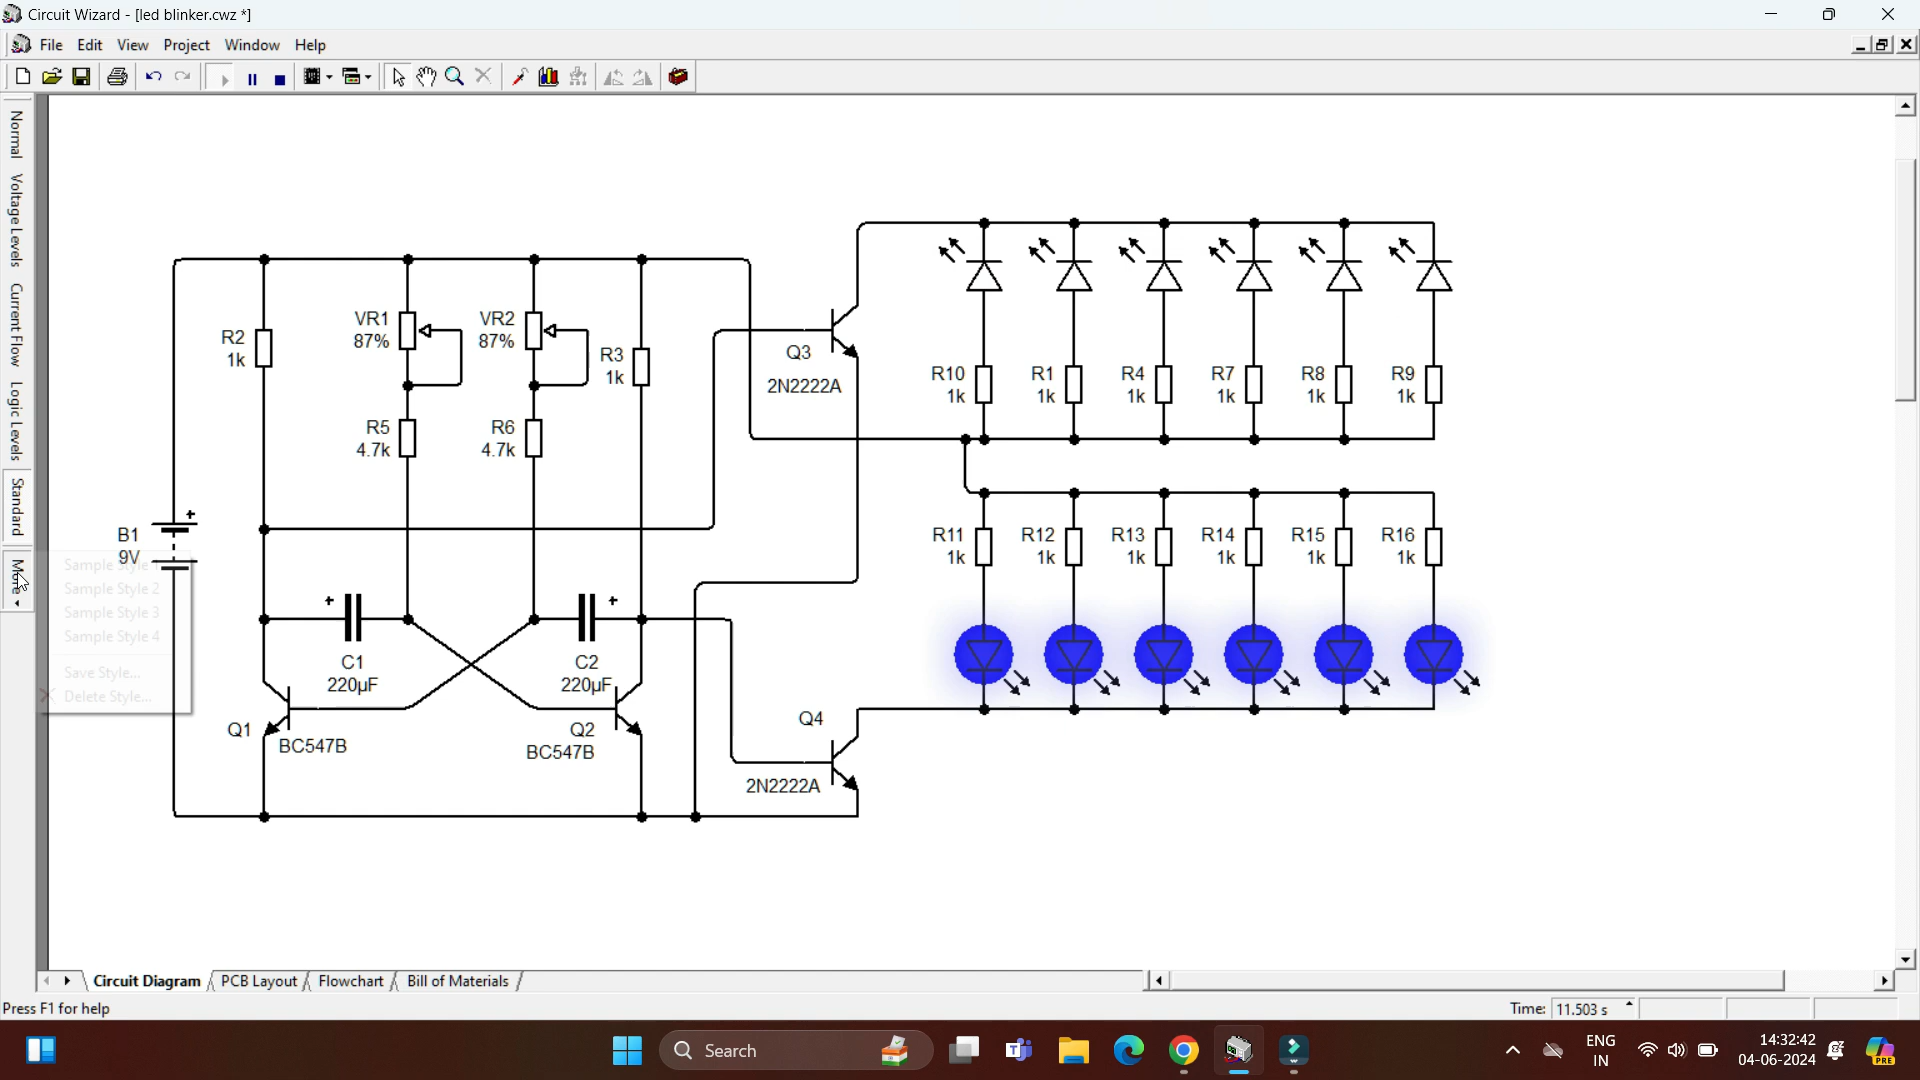 Circuit Wizard - [led blinker.cwz *]
File Edit View Project Window Help
Normal
Voltage Levels
Current Flow
Logic Levels
Standard
More
Sample Style 1
Sample Style 2
Sample Style 3
Sample Style 4
Save Style...
Delete Style...
B1
9V
+
R2
1k
VR1
87%
VR2
87%
R3
1k
R5
4.7k
R6
4.7k
+
C1
220µF
+
C2
220µF
Q1
BC547B
Q2
BC547B
Q3
2N2222A
Q4
2N2222A
R10
1k
R1
1k
R4
1k
R7
1k
R8
1k
R9
1k
R11
1k
R12
1k
R13
1k
R14
1k
R15
1k
R16
1k
Circuit Diagram PCB Layout Flowchart Bill of Materials
Press F1 for help
Time: 11.503 s
Search
ENG
IN
14:32:42
04-06-2024
PRE